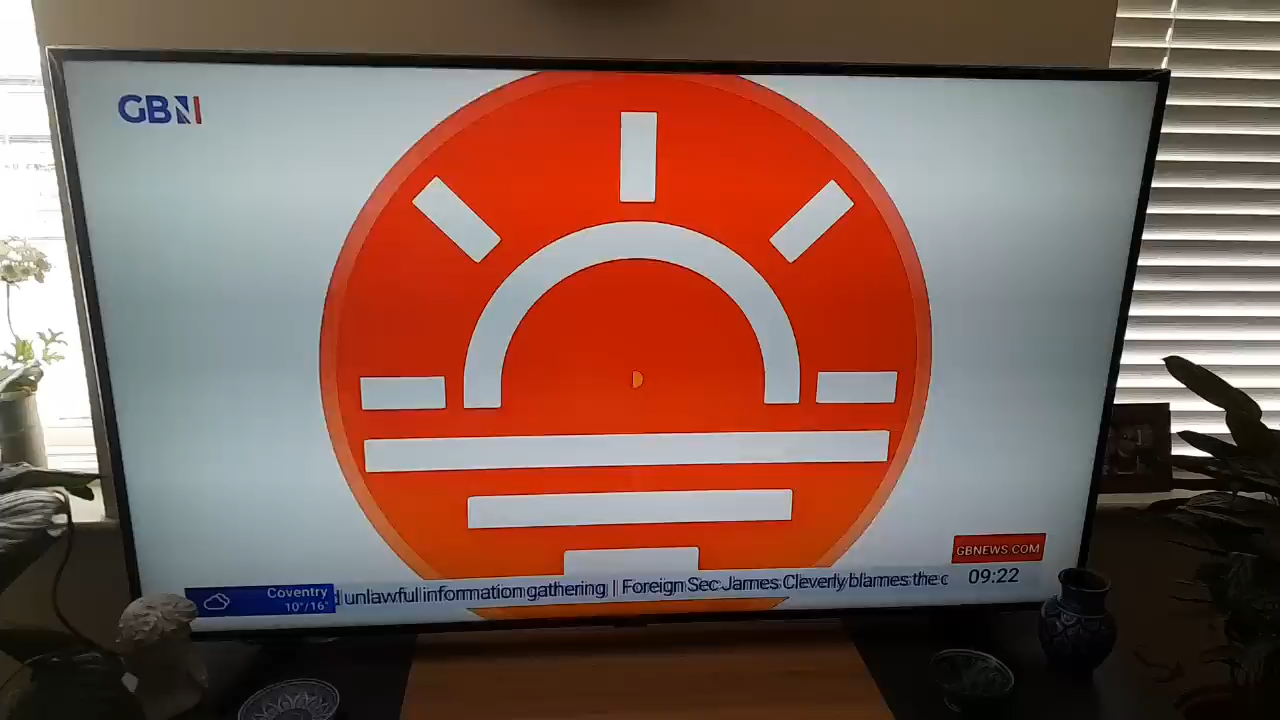 GBN
GBNEWS.COM
Coventry
10°/16°
unlawful information gathering | Foreign Sec James Cleverly blames the
09:22